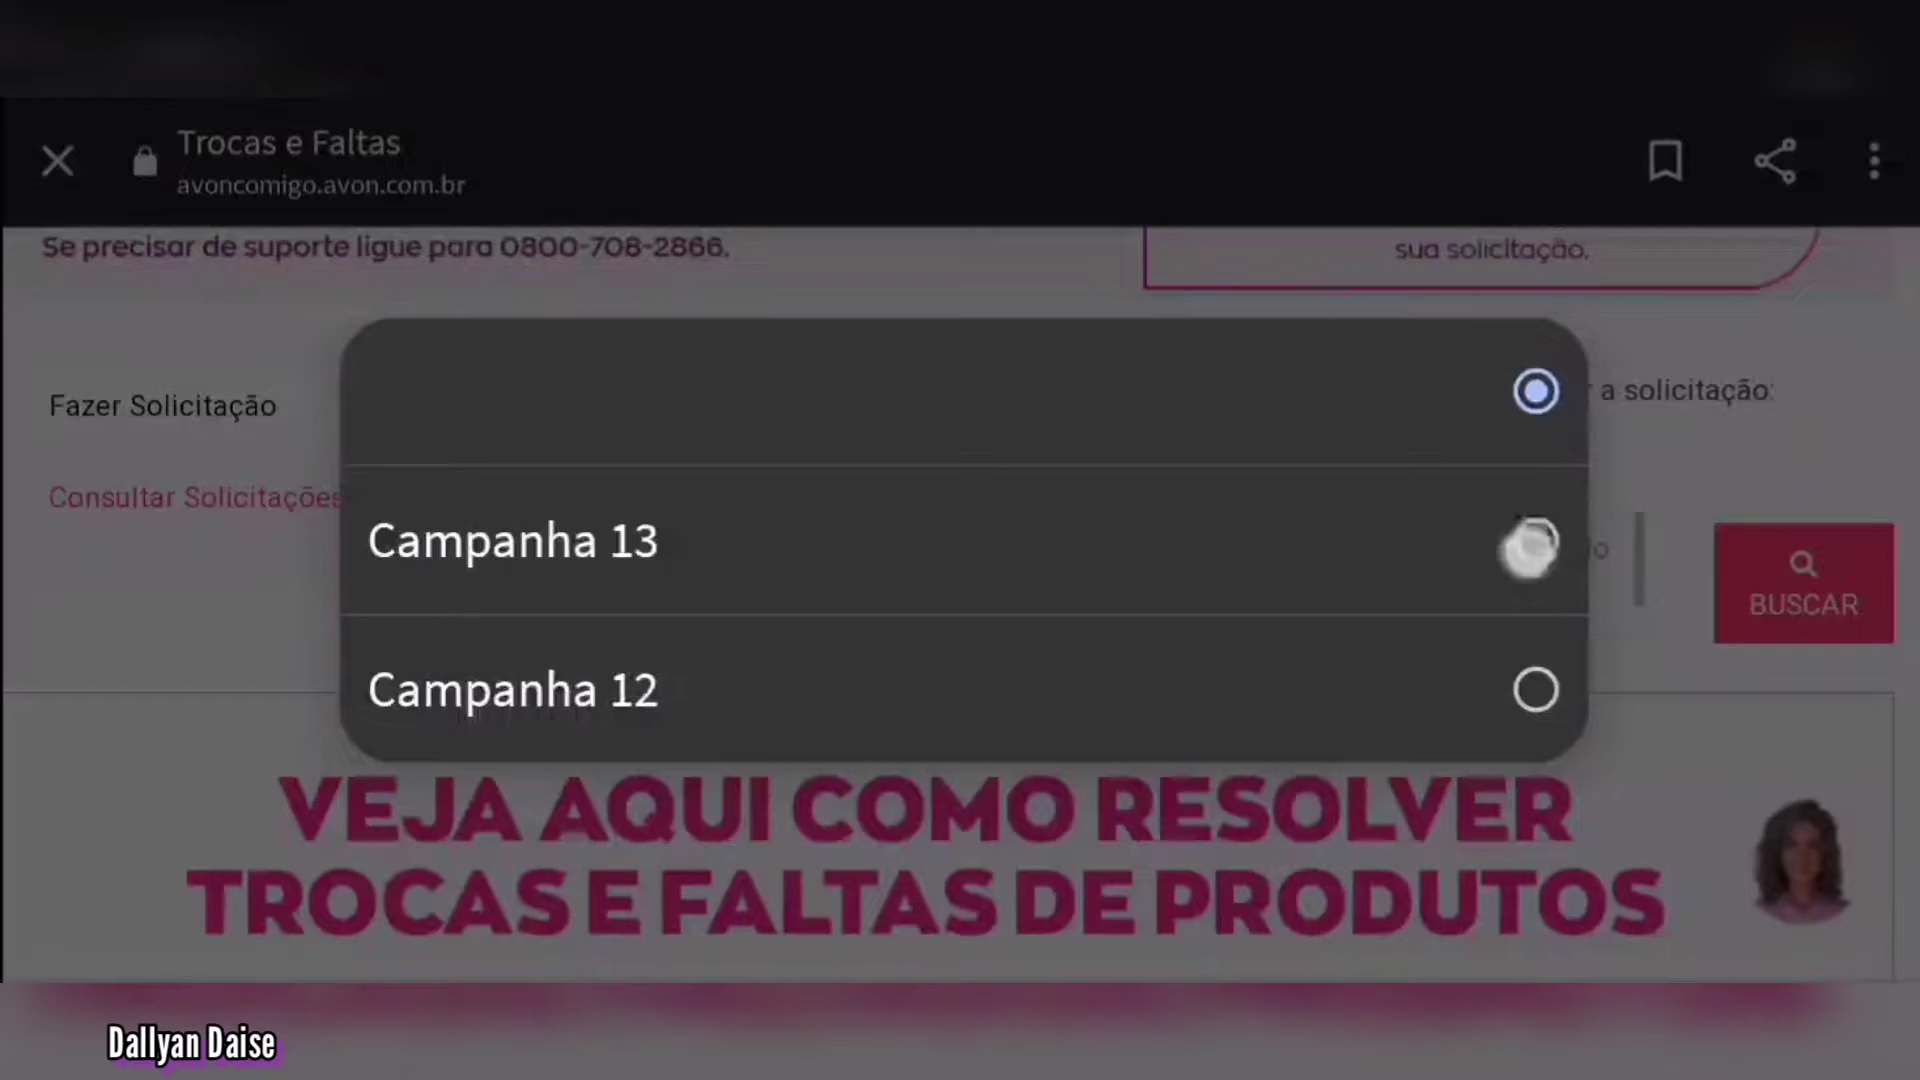 Trocas e Faltas
avoncomigo.avon.com.br
Se precisar de suporte ligue para 0800-708-2866.
sua solicitação.
Fazer Solicitação
a solicitação:
Consultar Solicitações
Campanha 13
Campanha 12
BUSCAR
VEJA AQUI COMO RESOLVER
TROCAS E FALTAS DE PRODUTOS
Dallyan Daise